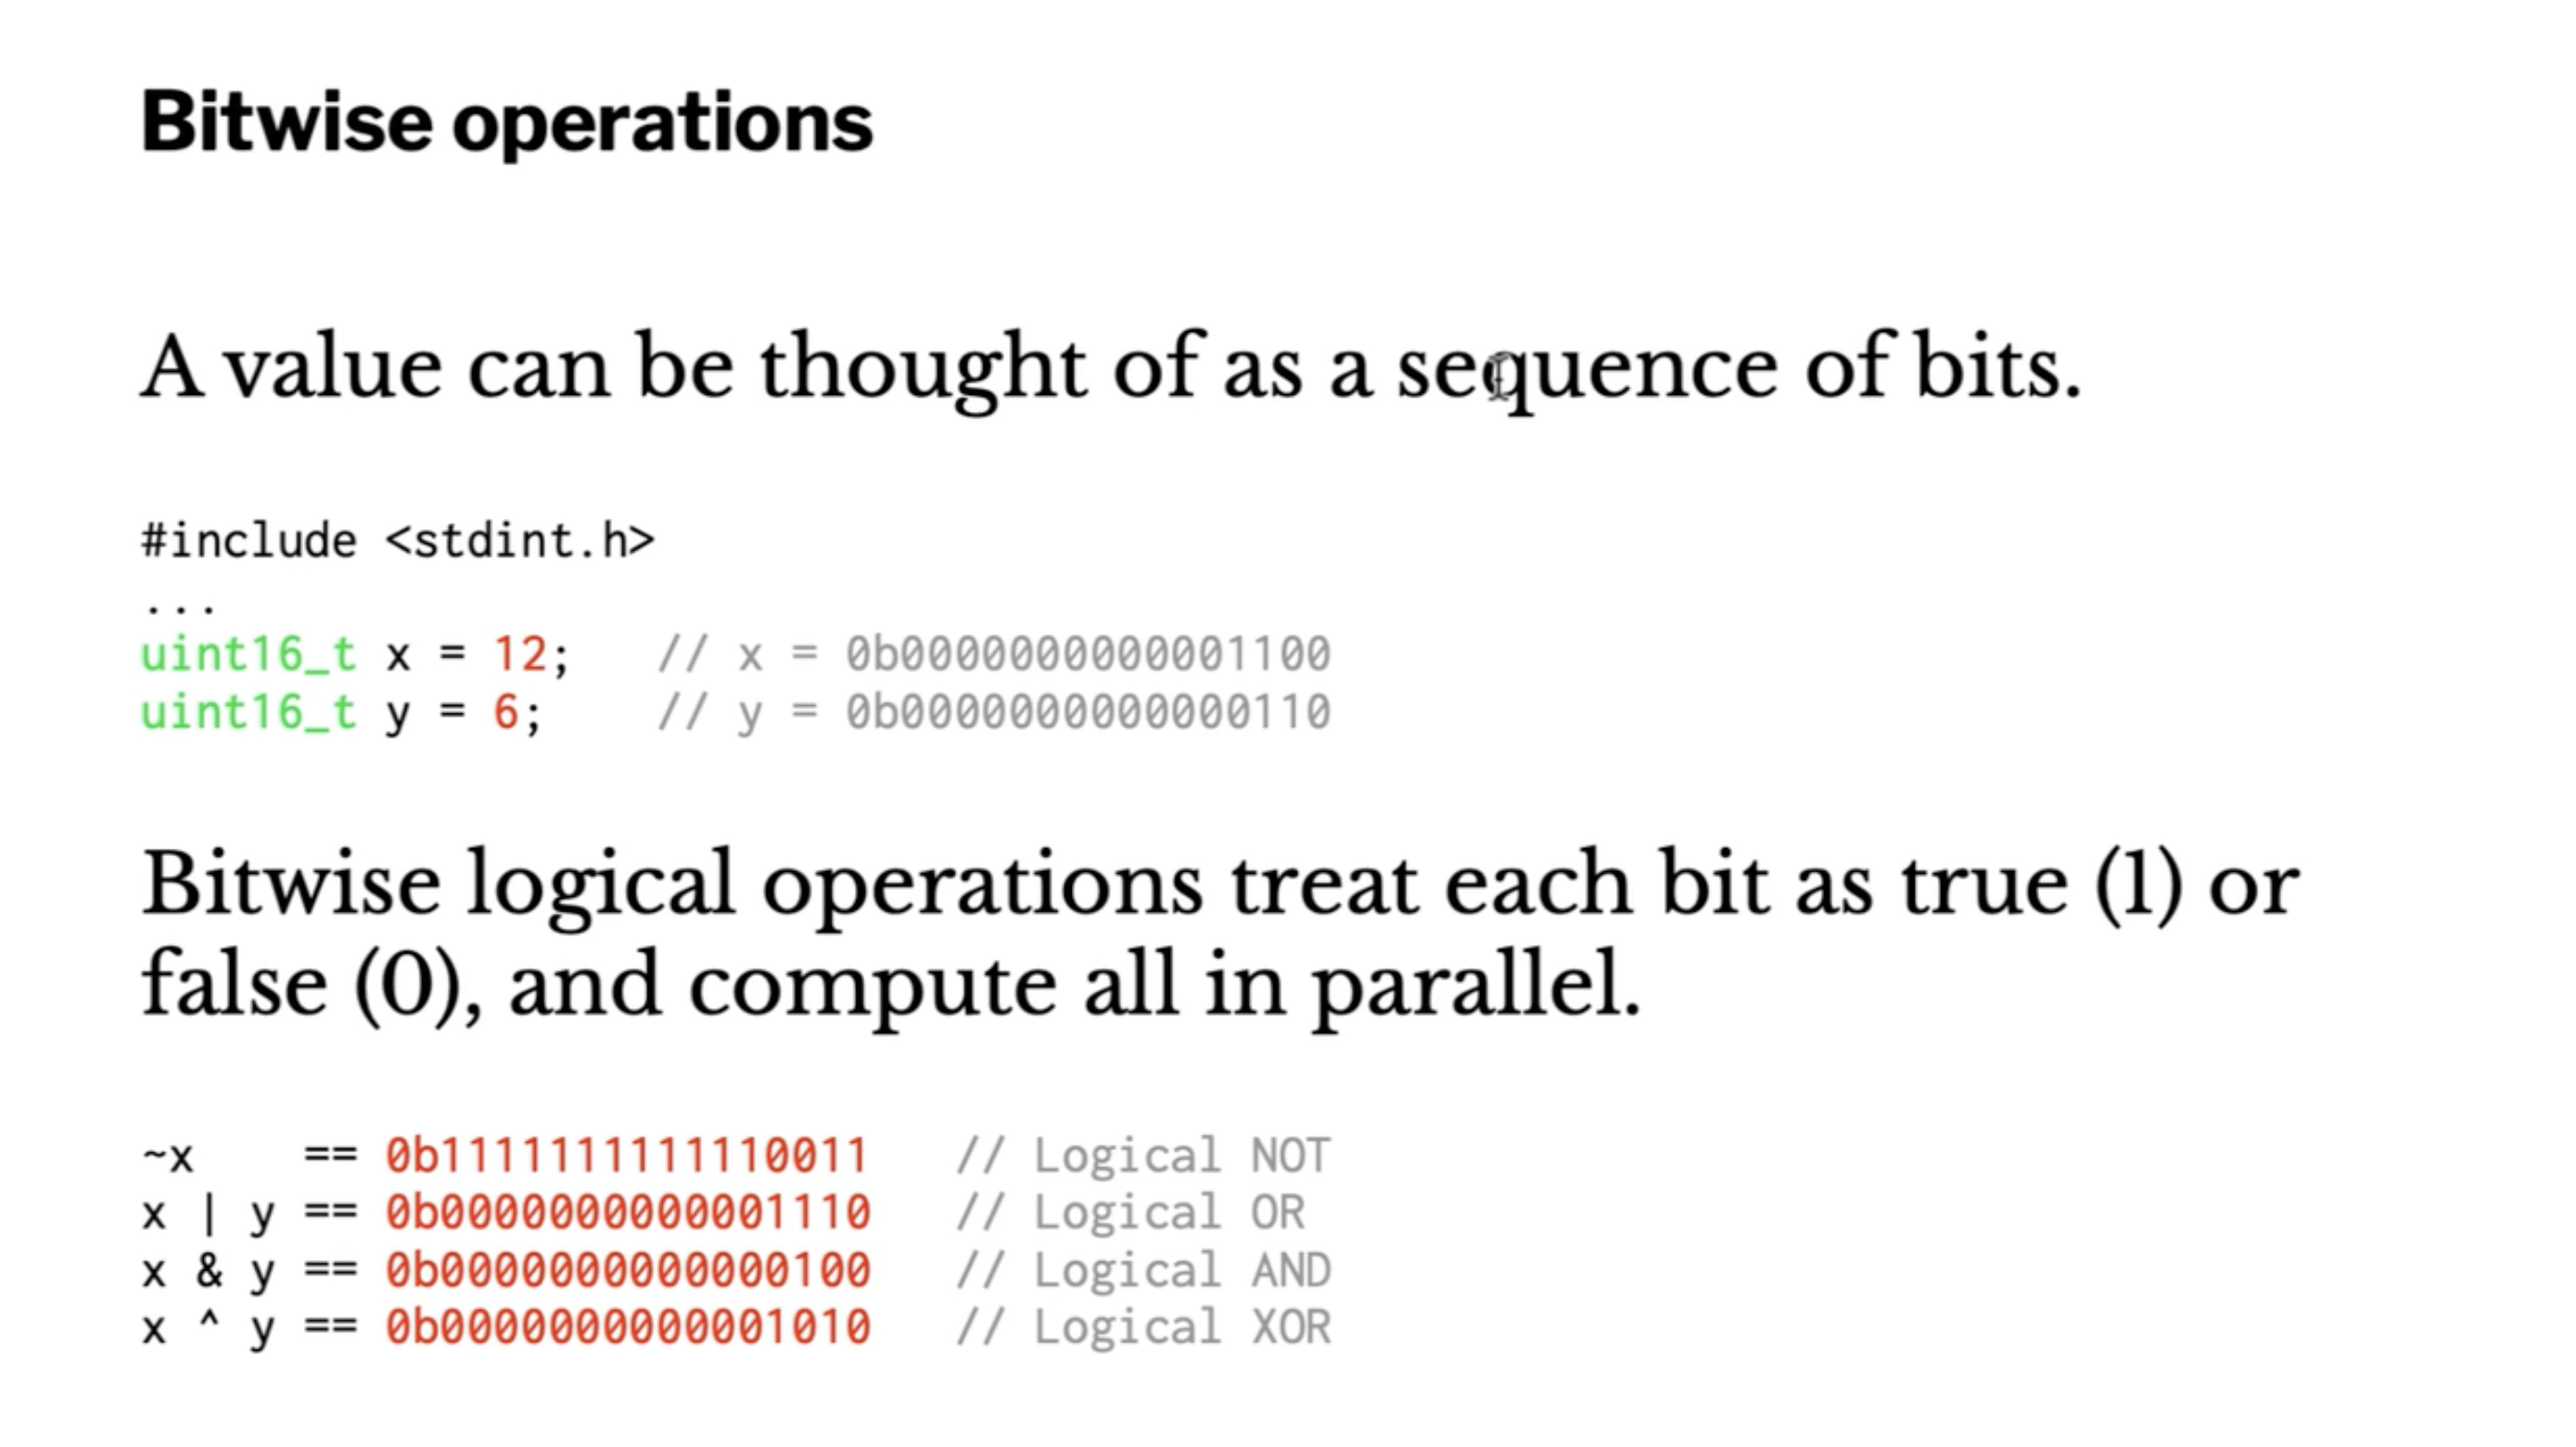 Bitwise operations
A value can be thought of as a sequence of bits.
#include <stdint.h>
...
uint16_t x = 12;   // x = 0b0000000000001100
uint16_t y = 6;    // y = 0b0000000000000110
Bitwise logical operations treat each bit as true (1) or
false (0), and compute all in parallel.
~x    == 0b1111111111110011   // Logical NOT
x | y == 0b0000000000001110   // Logical OR
x & y == 0b0000000000000100   // Logical AND
x ^ y == 0b0000000000001010   // Logical XOR